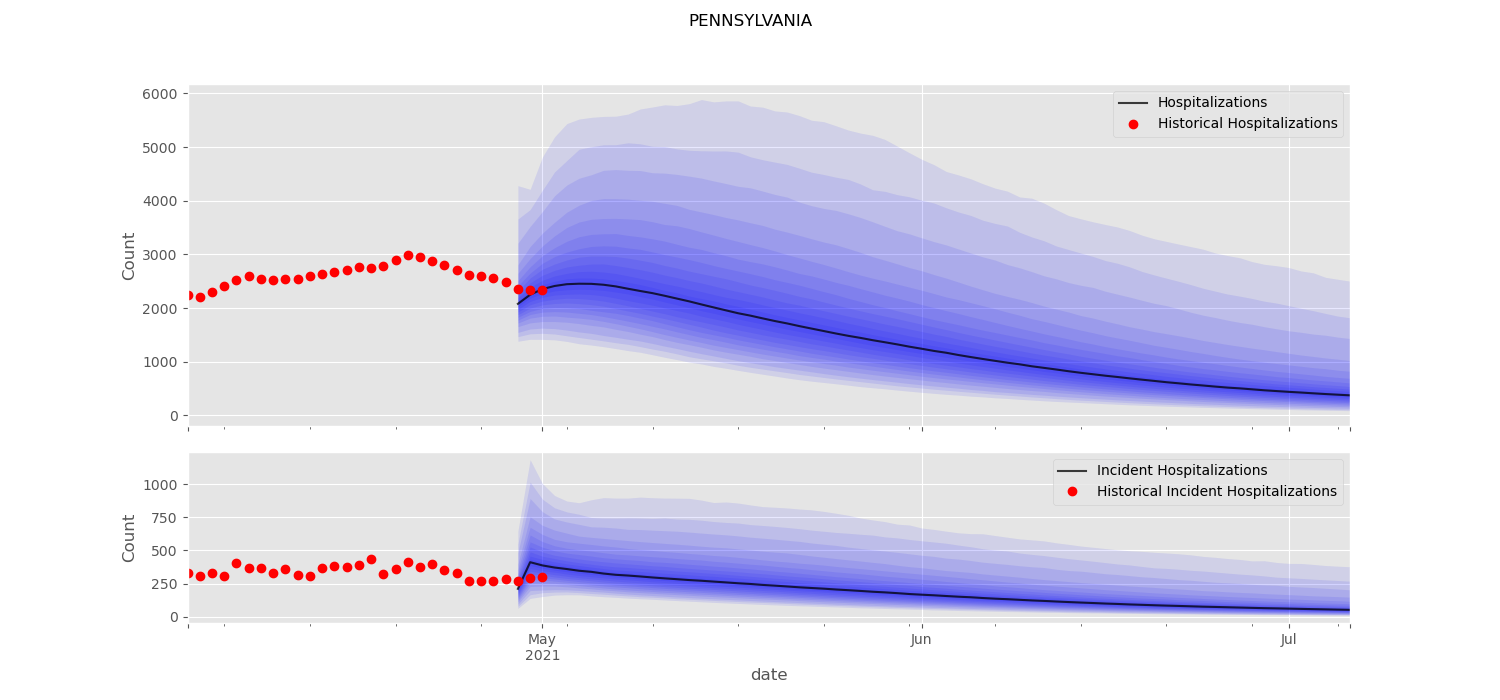 PENNSYLVANIA
Hospitalizations
Historical Hospitalizations
Count
6000
5000
4000
3000
2000
1000
0
Incident Hospitalizations
Historical Incident Hospitalizations
Count
1000
750
500
250
0
May
2021
Jun
Jul
date